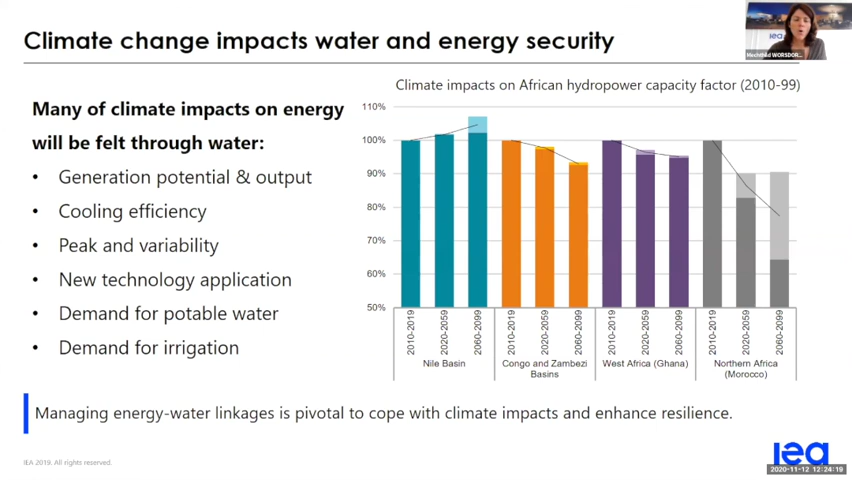 Climate change impacts water and energy security
iea
Mechthild WORSDÖR...
Many of climate impacts on energy
will be felt through water:
• Generation potential & output
• Cooling efficiency
• Peak and variability
• New technology application
• Demand for potable water
• Demand for irrigation
Climate impacts on African hydropower capacity factor (2010-99)
110%
100%
90%
80%
70%
60%
50%
2010-2019
2020-2059
2060-2099
2010-2019
2020-2059
2060-2099
2010-2019
2020-2059
2060-2099
2010-2019
2020-2059
2060-2099
Nile Basin
Congo and Zambezi
Basins
West Africa (Ghana)
Northern Africa
(Morocco)
Managing energy-water linkages is pivotal to cope with climate impacts and enhance resilience.
IEA 2019. All rights reserved.
iea
2020-11-12 12:24:19